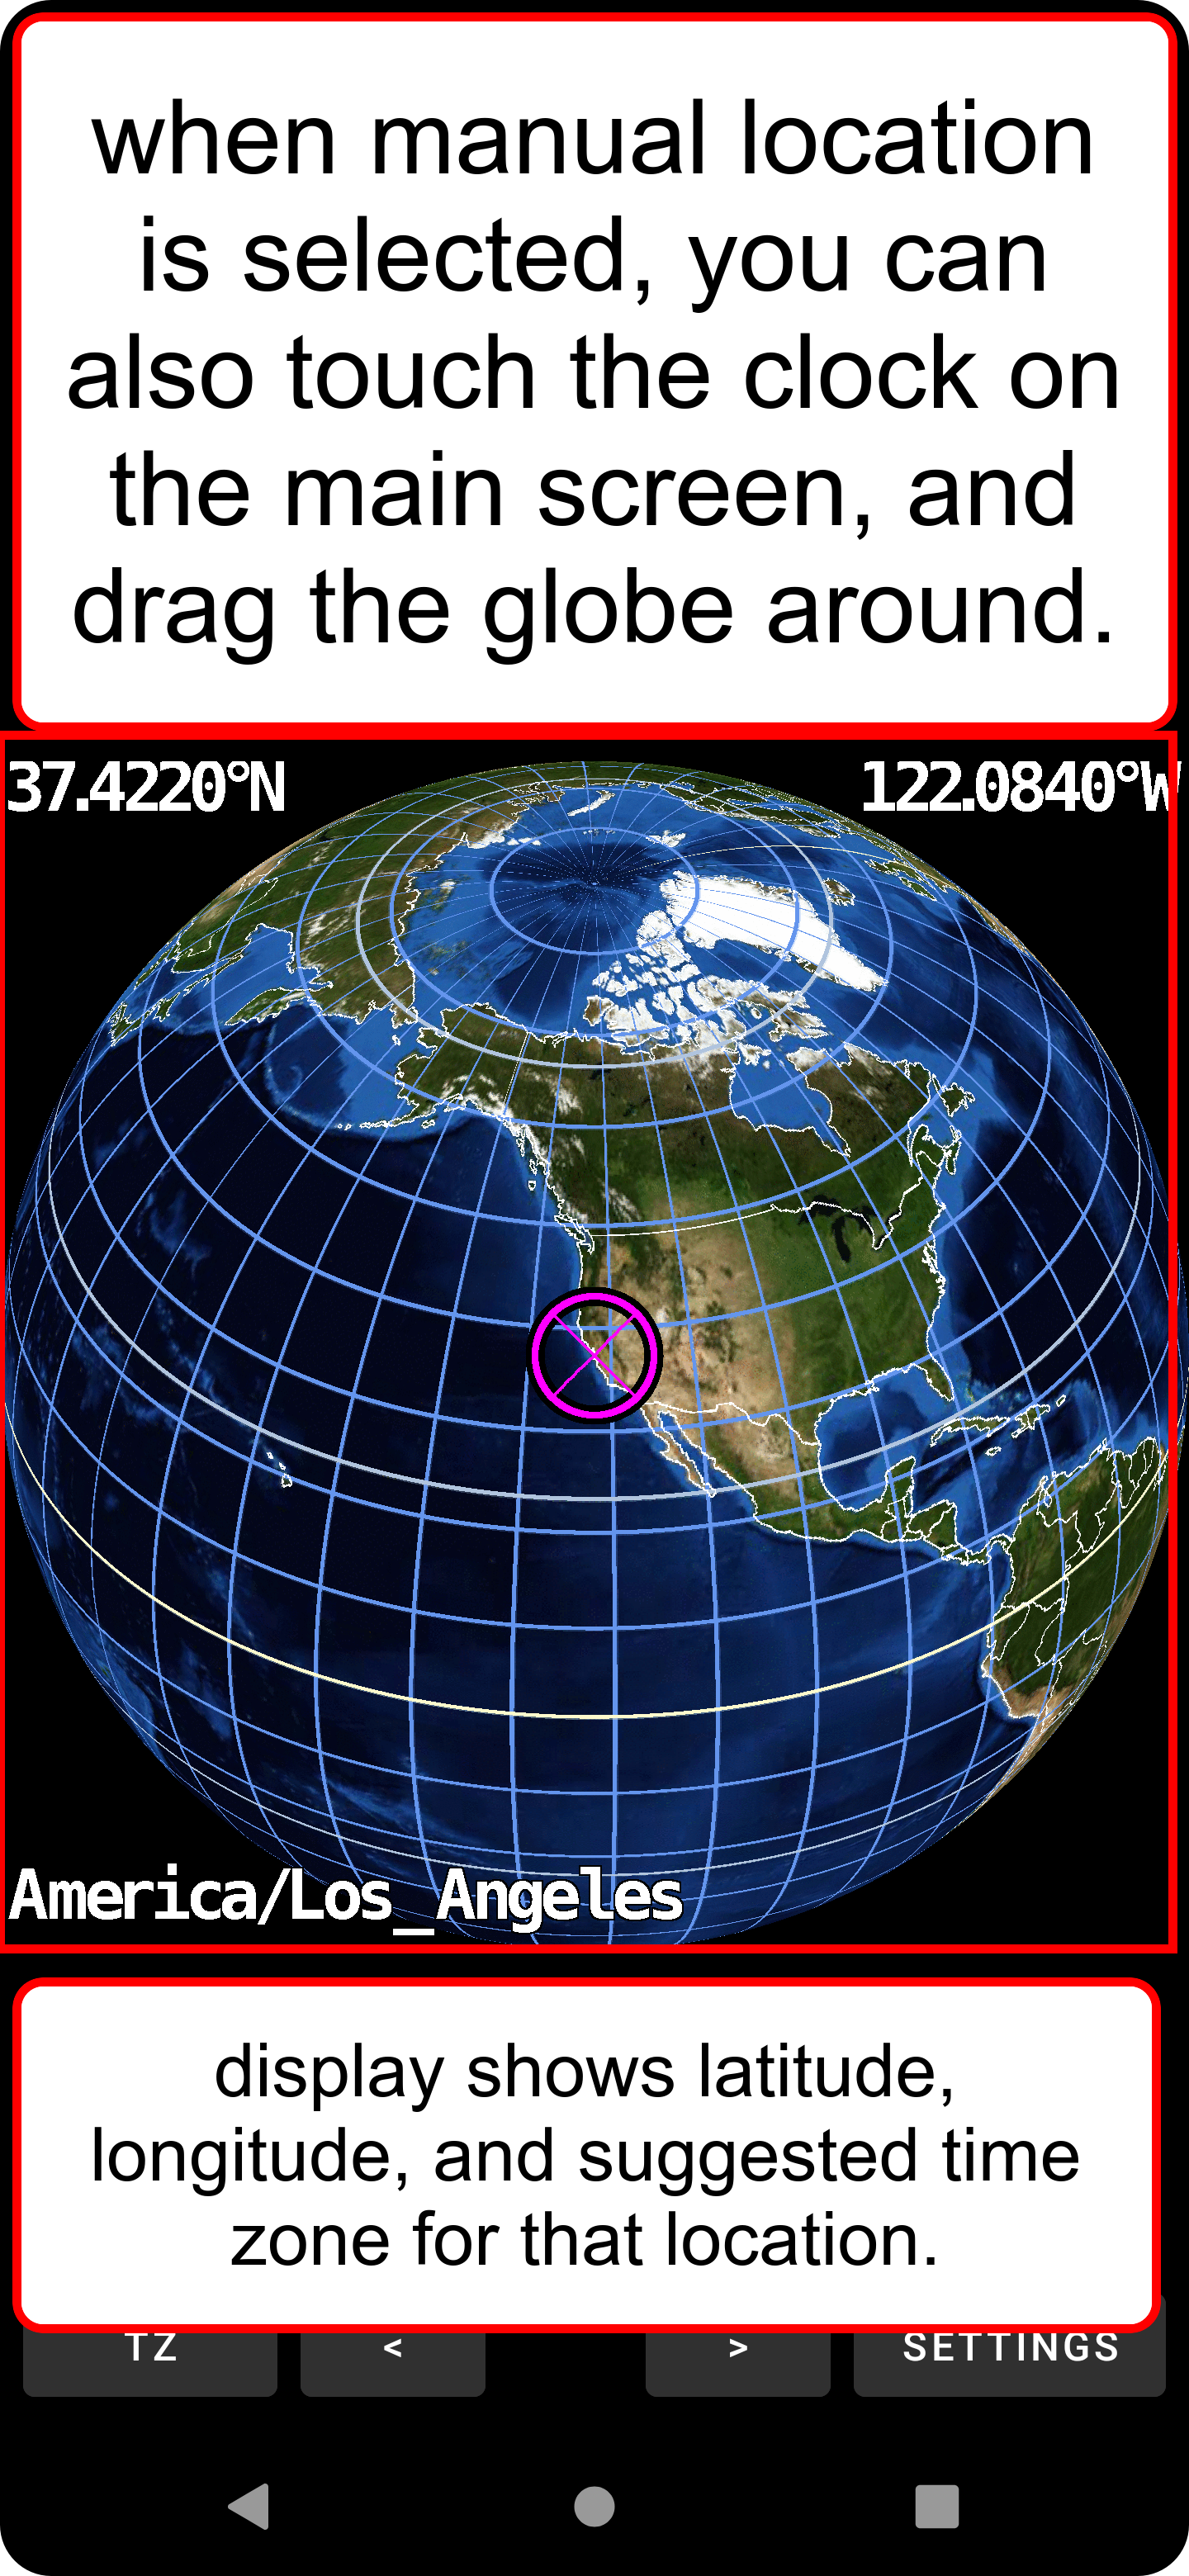 when manual location
is selected, you can
also touch the clock on
the main screen, and
drag the globe around.
37.4220°N 122.0840°W
America/Los_Angeles
display shows latitude,
longitude, and suggested time
zone for that location.
TZ < > SETTINGS